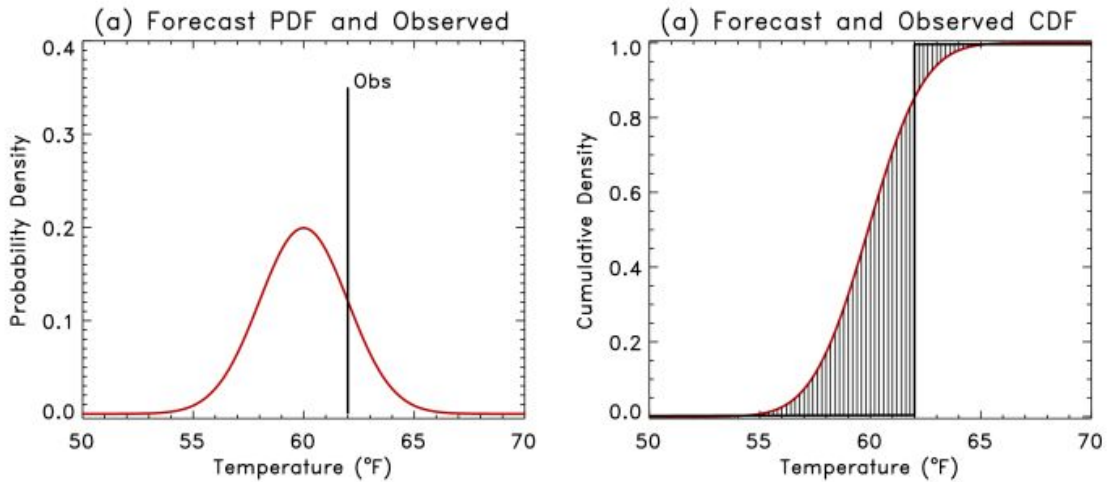 (a) Forecast PDF and Observed
Probability Density
0.4
0.3
0.2
0.1
0.0
Obs
50 55 60 65 70
Temperature (°F)
(a) Forecast and Observed CDF
Cumulative Density
1.0
0.8
0.6
0.4
0.2
0.0
50 55 60 65 70
Temperature (°F)